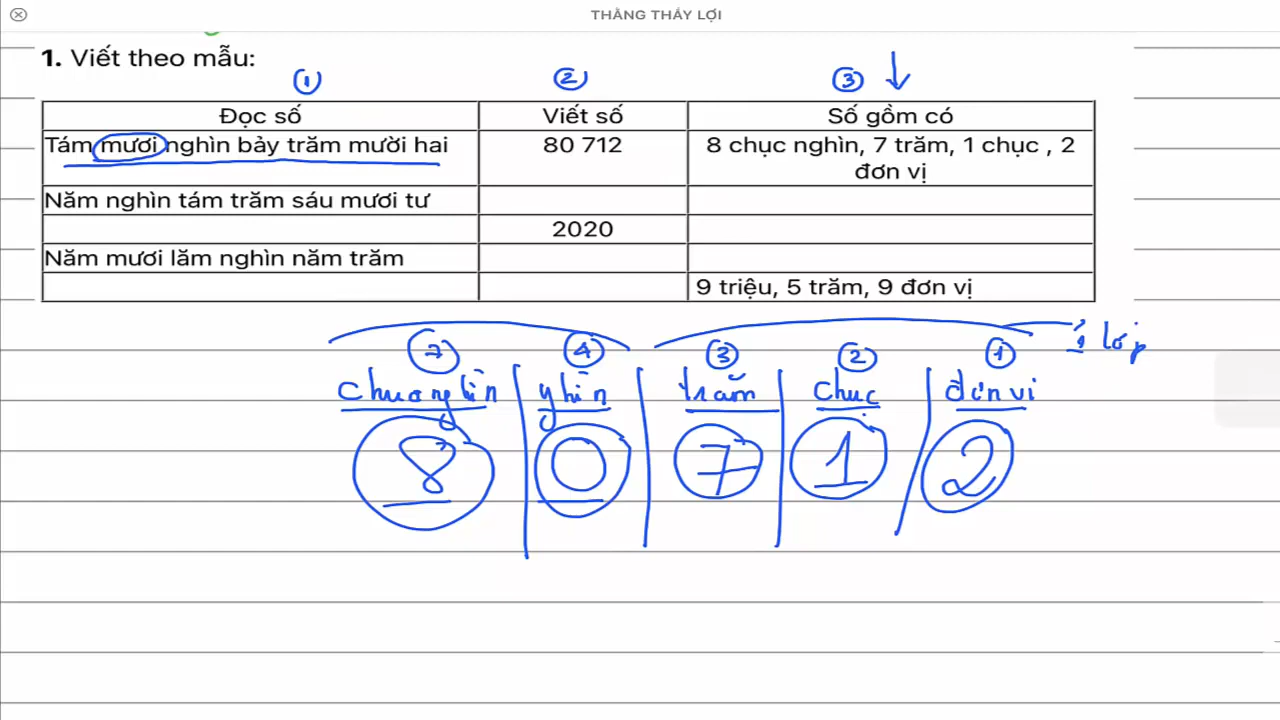 THẮNG THẦY LỢI
1. Viết theo mẫu:
① ② ③
Đọc số Viết số Số gồm có
Tám mươi nghìn bảy trăm mười hai 80 712 8 chục nghìn, 7 trăm, 1 chục , 2 đơn vị
Năm nghìn tám trăm sáu mươi tư
2020
Năm mươi lăm nghìn năm trăm
9 triệu, 5 trăm, 9 đơn vị
1 lớp
④ ③ ② ①
nghìn trăm chục đơn vị
8 0 7 1 2